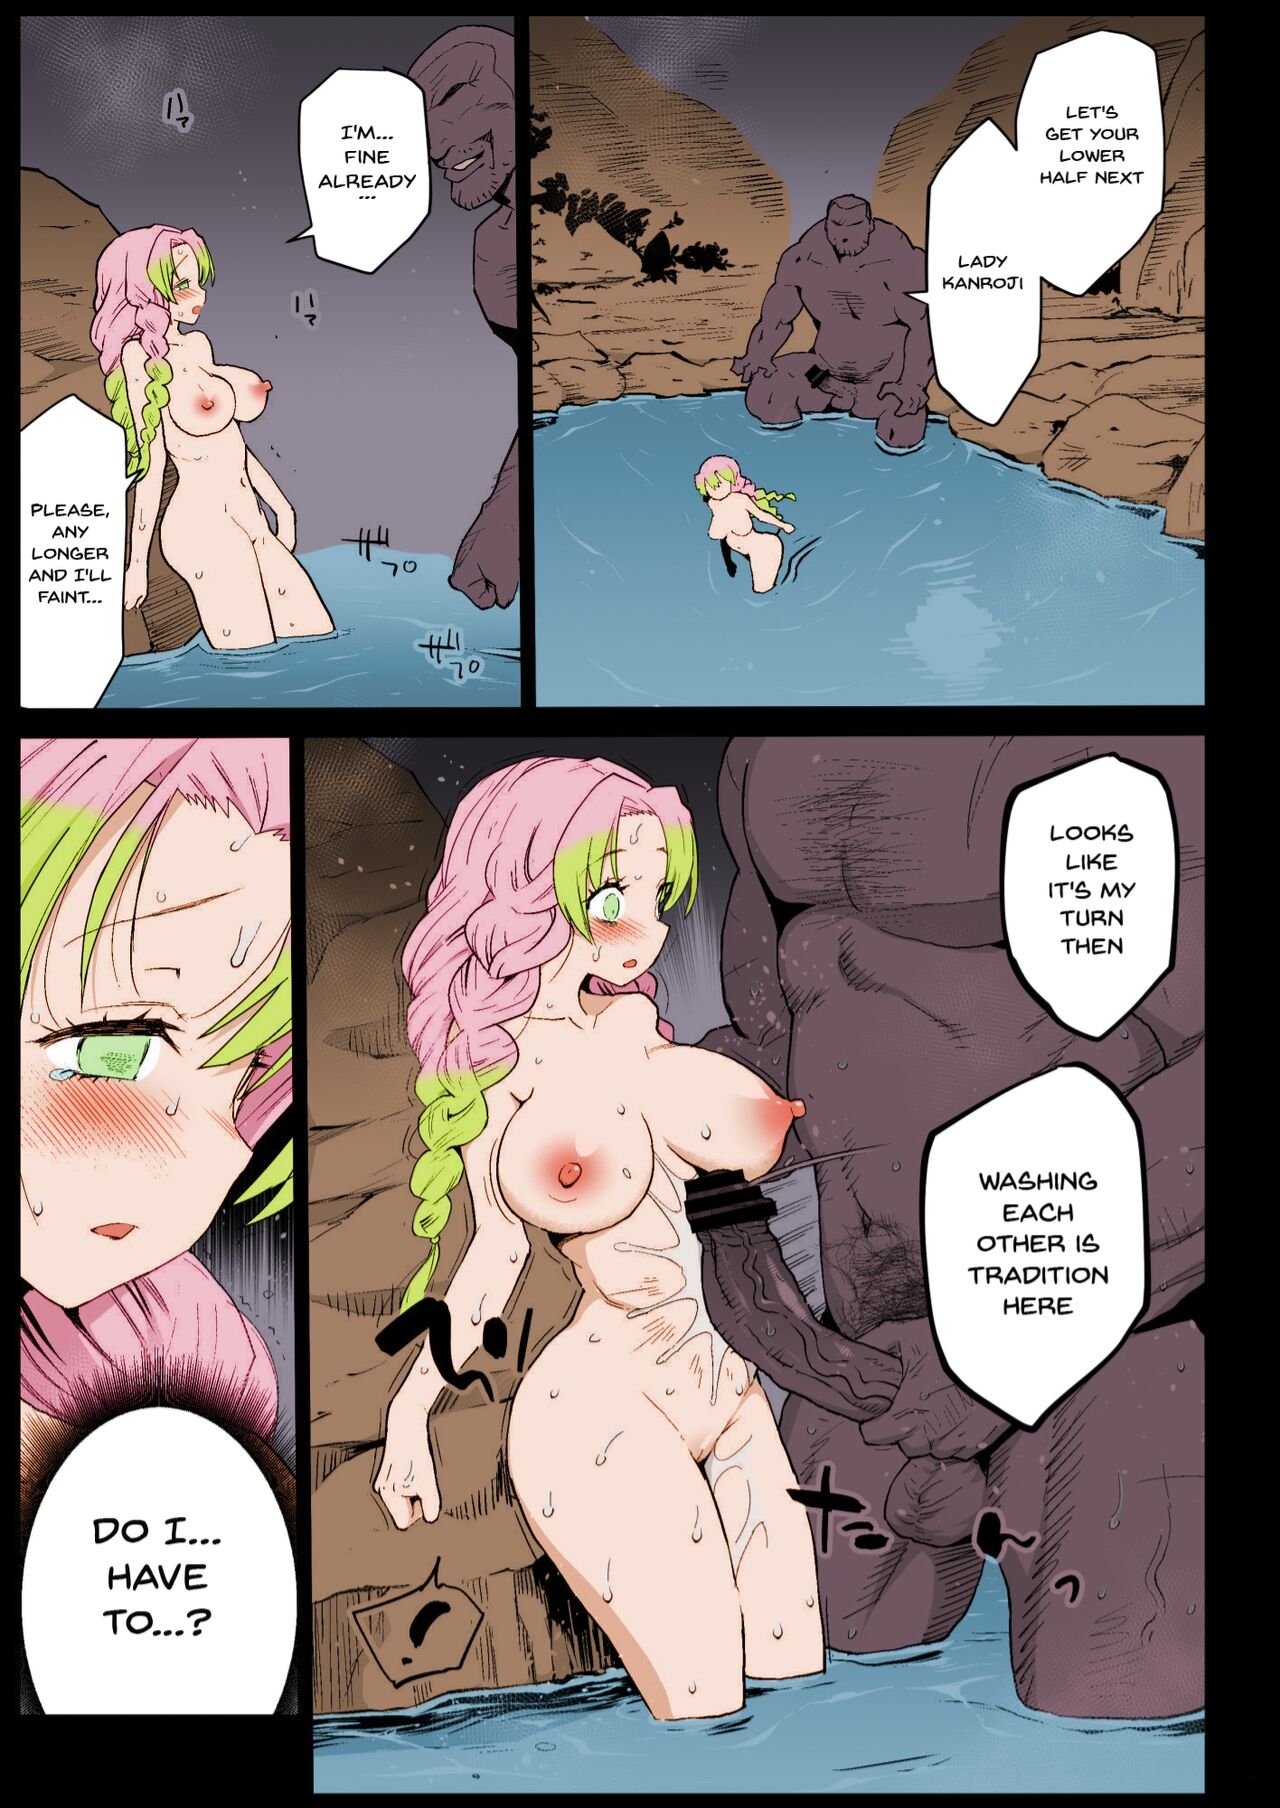 LET'S
GET YOUR
LOWER
HALF NEXT
LADY
KANROJI
I'M...
FINE
ALREADY
...
PLEASE,
ANY
LONGER
AND I'LL
FAINT...
LOOKS
LIKE
IT'S MY
TURN
THEN
WASHING
EACH
OTHER IS
TRADITION
HERE
DO I...
HAVE
TO...?